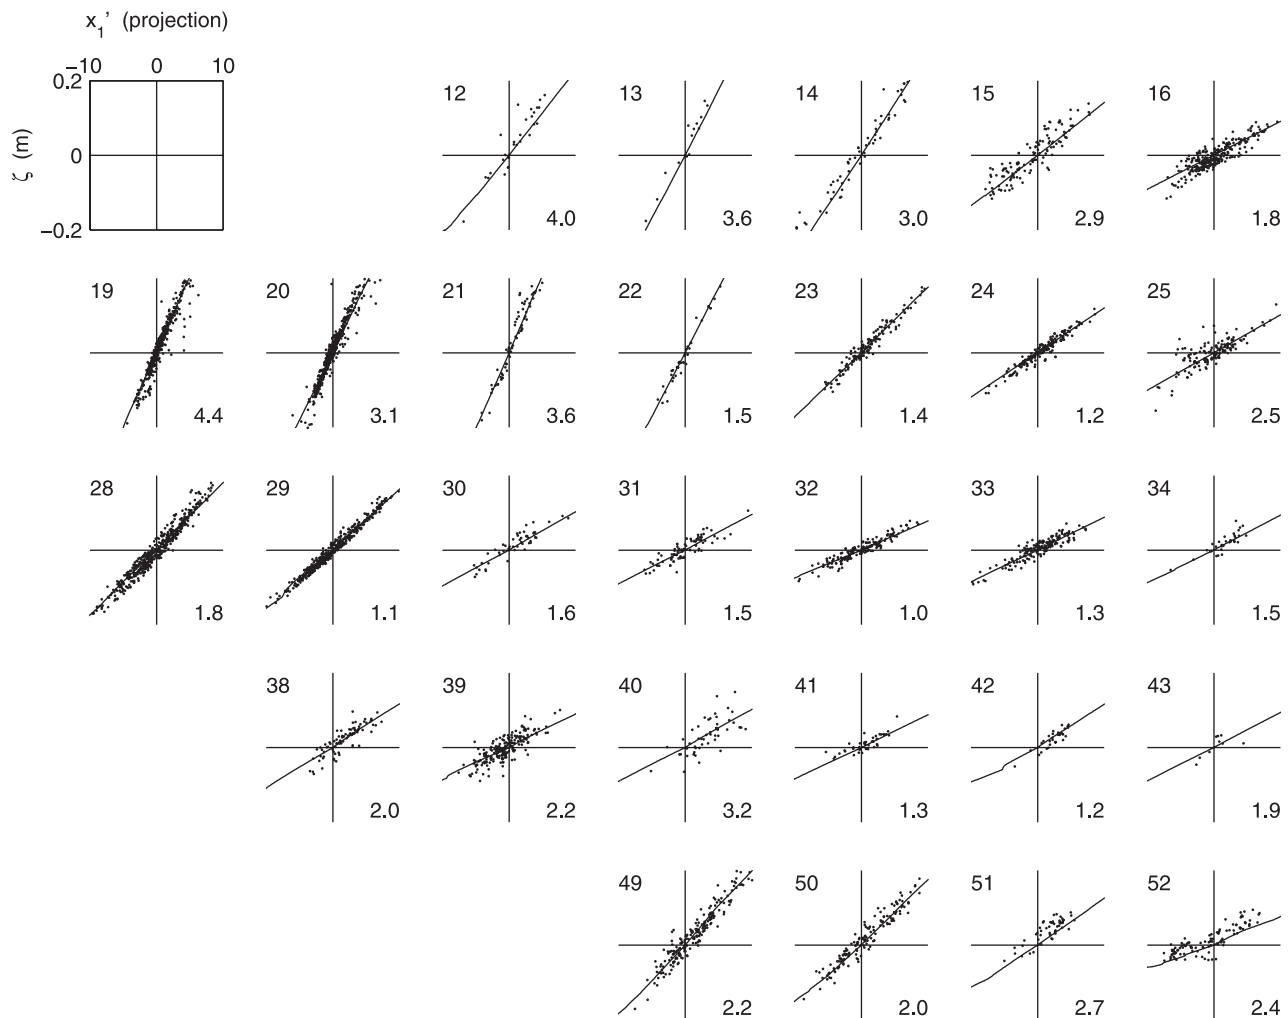 x1' (projection)
−10 0 10
0.2
ζ (m)
0
−0.2
12 13 14 15 16
4.0 3.6 3.0 2.9 1.8
19 20 21 22 23 24 25
4.4 3.1 3.6 1.5 1.4 1.2 2.5
28 29 30 31 32 33 34
1.8 1.1 1.6 1.5 1.0 1.3 1.5
38 39 40 41 42 43
2.0 2.2 3.2 1.3 1.2 1.9
49 50 51 52
2.2 2.0 2.7 2.4